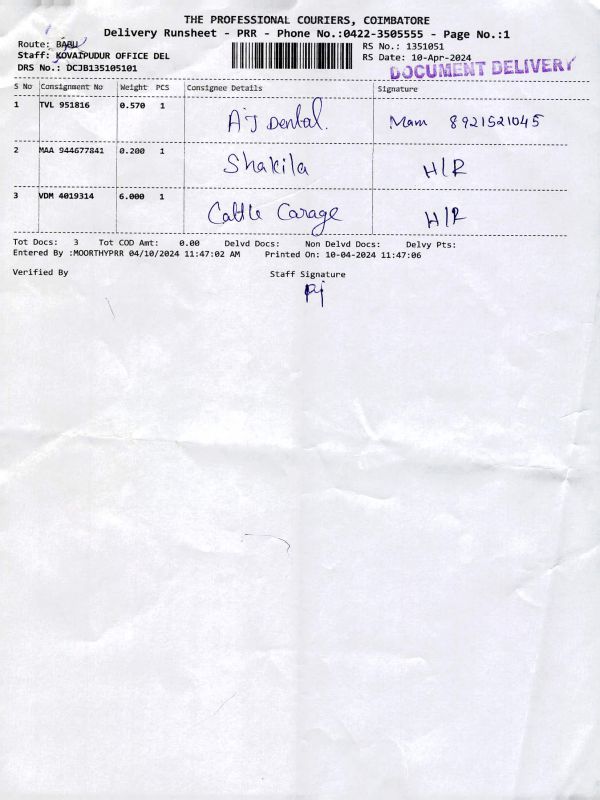 THE PROFESSIONAL COURIERS, COIMBATORE
Delivery Runsheet - PRR - Phone No.:0422-3505555 - Page No.:1
Route: BABU
RS No.: 1351051
Staff: KOVAIPUDUR OFFICE DEL
RS Date: 10-Apr-2024
DRS No.: DCJB135105101
DOCUMENT DELIVERY
S No Consignment No Weight PCS Consignee Details Signature
1 TVL 951816 0.570 1 A J Dental. Mam 8921521045
2 MAA 944677841 0.200 1 Shakila H/R
3 VDM 4019314 6.000 1 Cattle Carage H/R
Tot Docs: 3 Tot COD Amt: 0.00 Delvd Docs: Non Delvd Docs: Delvy Pts:
Entered By :MOORTHYPRR 04/10/2024 11:47:02 AM Printed On: 10-04-2024 11:47:06
Verified By Staff Signature